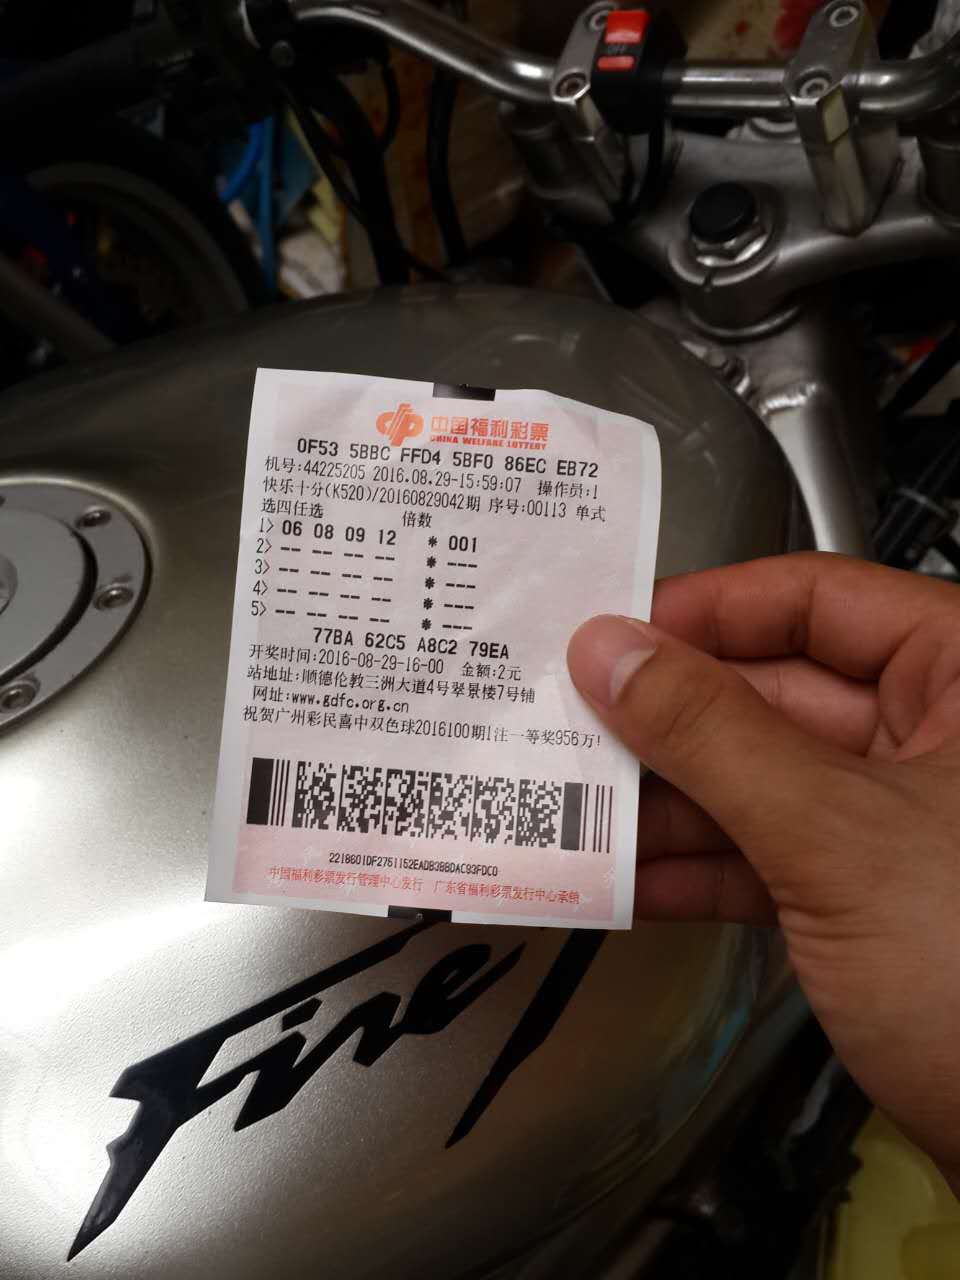 OFF
中国福利彩票
CHINA WELFARE LOTTERY
0F53 5BBC FFD4 5BF0 86EC EB72
机号:44225205 2016.08.29-15:59:07 操作员:1
快乐十分(K520)/20160829042期 序号:00113 单式
选四任选 倍数
1> 06 08 09 12 * 001
2> -- -- -- -- * ---
3> -- -- -- -- * ---
4> -- -- -- -- * ---
5> -- -- -- -- * ---
77BA 62C5 A8C2 79EA
开奖时间:2016-08-29-16-00 金额:2元
站地址:顺德伦教三洲大道4号翠景楼7号铺
网址:www.gdfc.org.cn
祝贺广州彩民喜中双色球2016100期1注一等奖956万!
中国福利彩票发行管理中心发行 广东省福利彩票发行中心承销